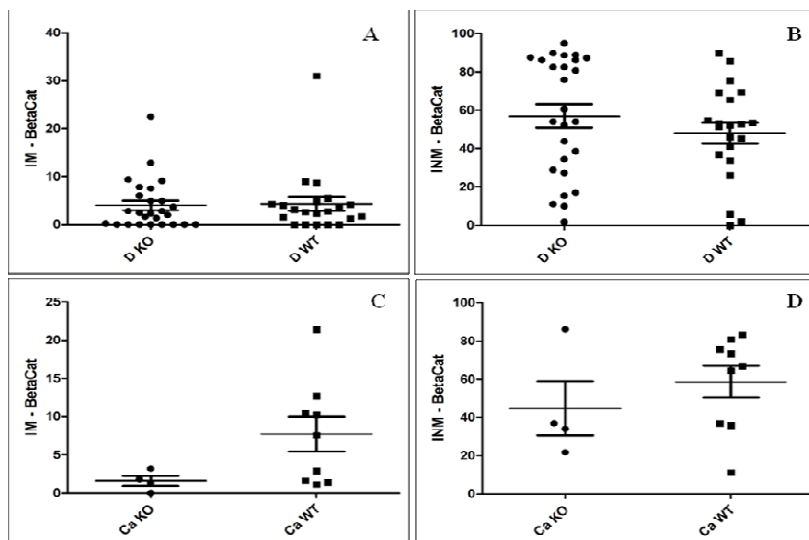 A
IM - BetaCat
40
30
20
10
0
D KO
D WT
B
INM - BetaCat
100
80
60
40
20
0
D KO
D WT
C
IM - BetaCat
25
20
15
10
5
0
Ca KO
Ca WT
D
INM - BetaCat
100
80
60
40
20
0
Ca KO
Ca WT